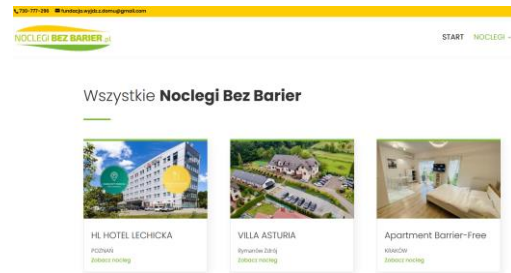 730-777-296 fundacja.wyjdz.z.domu@gmail.com
NOCLEGI BEZ BARIER.pl
START NOCLEGI
Wszystkie Noclegi Bez Barier
HL HOTEL LECHICKA
POZNAŃ
Zobacz nocleg
VILLA ASTURIA
Rymanów Zdrój
Zobacz nocleg
Apartment Barrier-Free
KRAKÓW
Zobacz nocleg